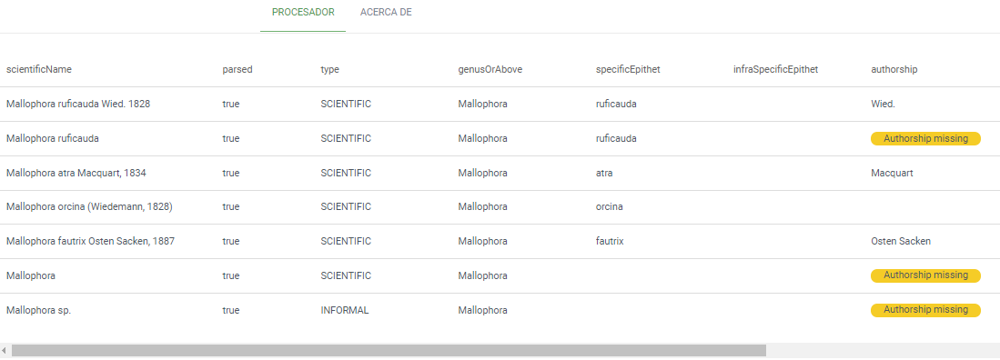 PROCESADOR ACERCA DE
scientificName parsed type genusOrAbove specificEpithet infraSpecificEpithet authorship
Mallophora ruficauda Wied. 1828 true SCIENTIFIC Mallophora ruficauda Wied.
Mallophora ruficauda true SCIENTIFIC Mallophora ruficauda Authorship missing
Mallophora atra Macquart, 1834 true SCIENTIFIC Mallophora atra Macquart
Mallophora orcina (Wiedemann, 1828) true SCIENTIFIC Mallophora orcina
Mallophora fautrix Osten Sacken, 1887 true SCIENTIFIC Mallophora fautrix Osten Sacken
Mallophora true SCIENTIFIC Mallophora Authorship missing
Mallophora sp. true INFORMAL Mallophora Authorship missing